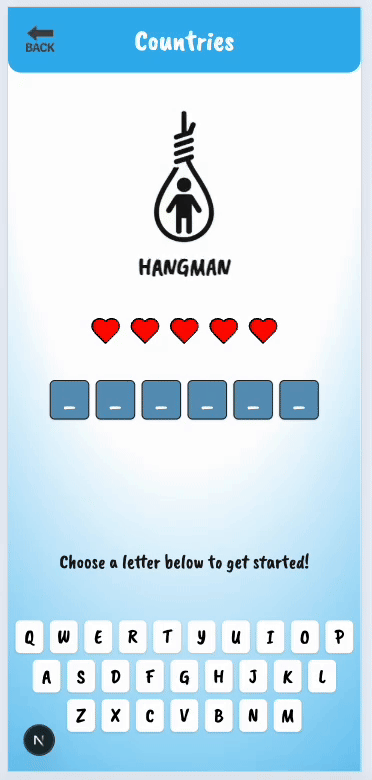 BACK
Countries
HANGMAN
_ _ _ _ _ _
Choose a letter below to get started!
Q W E R T Y U I O P
A S D F G H J K L
Z X C V B N M
N